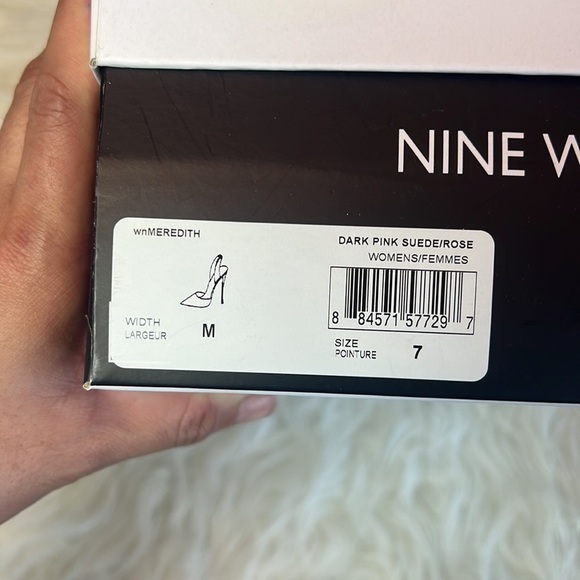 NINE W
wnMEREDITH
DARK PINK SUEDE/ROSE
WOMENS/FEMMES
8 84571 57729 7
WIDTH
LARGEUR
M
SIZE
POINTURE
7